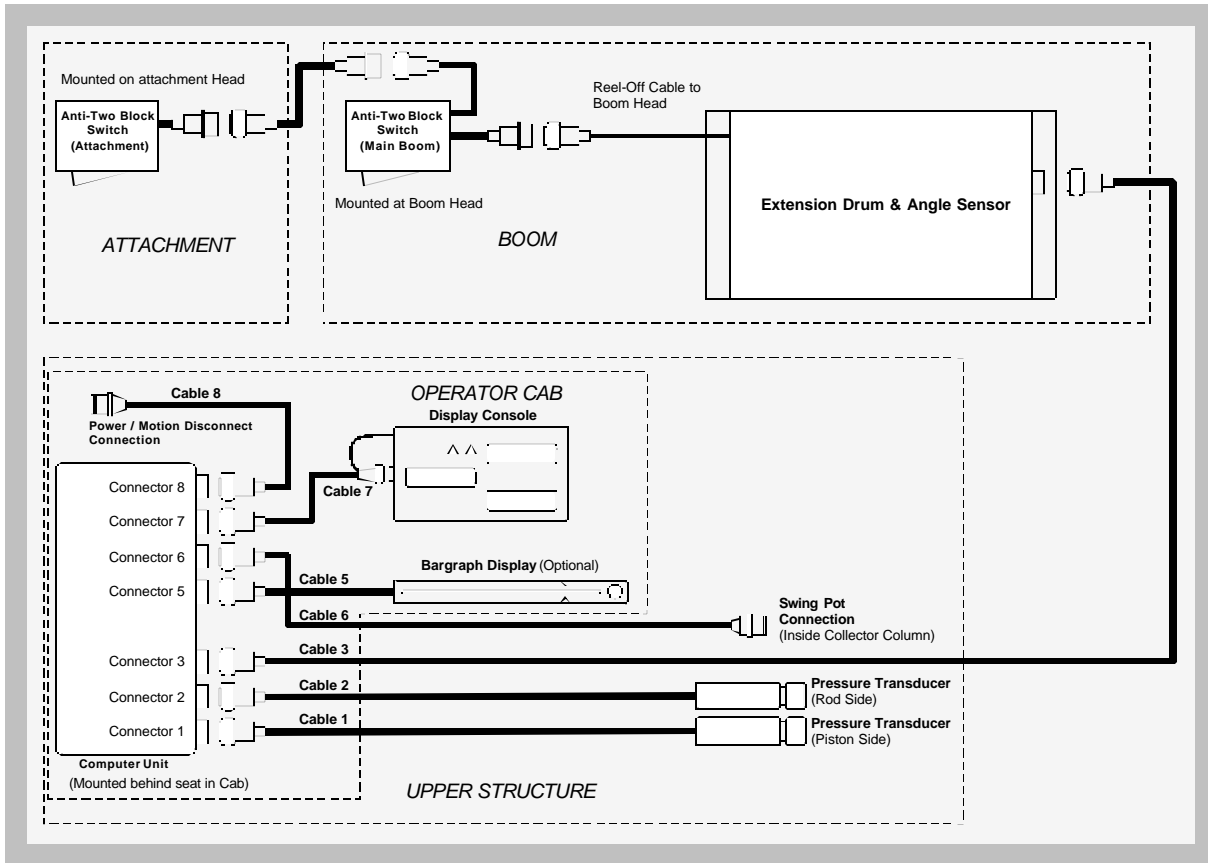 Mounted on attachment Head
Anti-Two Block
Switch
(Attachment)
ATTACHMENT
Anti-Two Block
Switch
(Main Boom)
Mounted at Boom Head
BOOM
Reel-Off Cable to
Boom Head
Extension Drum & Angle Sensor
OPERATOR CAB
Cable 8
Power / Motion Disconnect
Connection
Display Console
Cable 7
Connector 8
Connector 7
Connector 6
Connector 5
Connector 3
Connector 2
Connector 1
Computer Unit
(Mounted behind seat in Cab)
Bargraph Display (Optional)
Cable 5
Cable 6
Swing Pot
Connection
(Inside Collector Column)
Cable 3
Cable 2
Pressure Transducer
(Rod Side)
Cable 1
Pressure Transducer
(Piston Side)
UPPER STRUCTURE